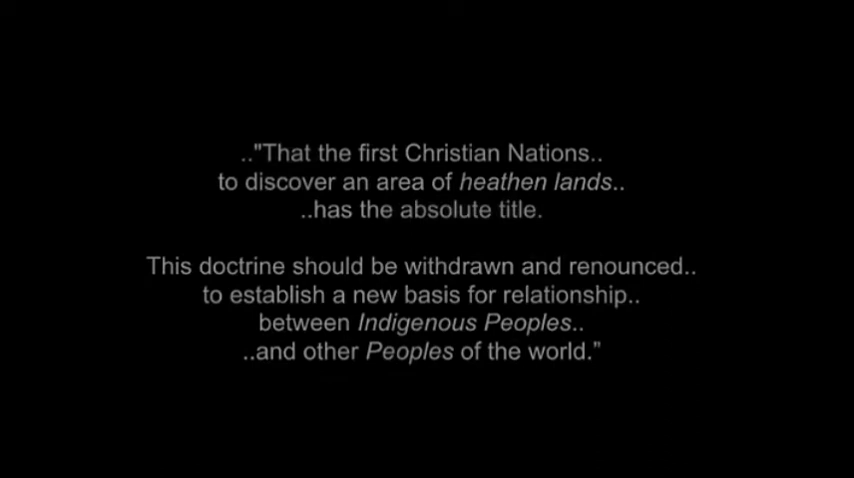 .."That the first Christian Nations..
to discover an area of heathen lands..
..has the absolute title.
This doctrine should be withdrawn and renounced..
to establish a new basis for relationship..
between Indigenous Peoples..
..and other Peoples of the world."